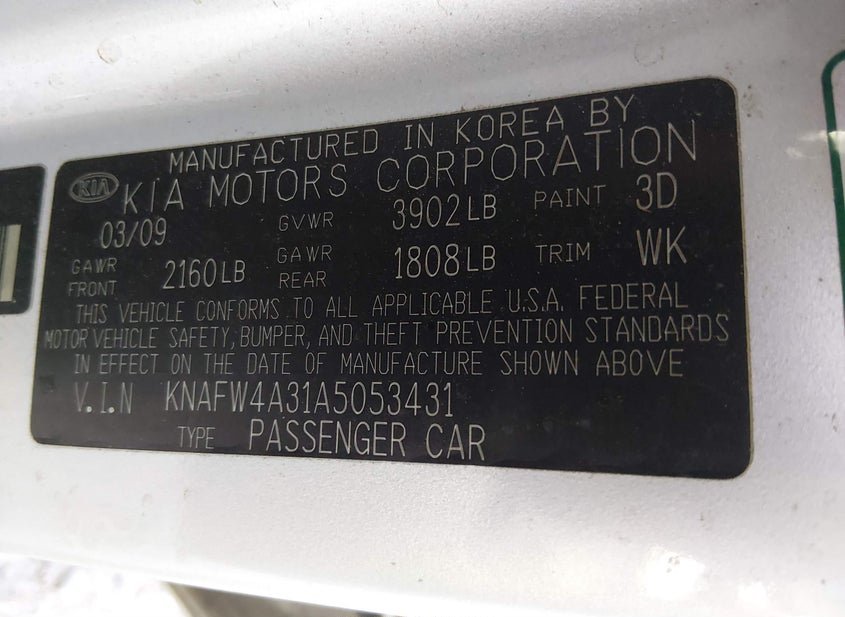 MANUFACTURED IN KOREA BY
KIA KIA MOTORS CORPORATION
03/09 GVWR 3902LB PAINT 3D
GAWR FRONT 2160LB GAWR REAR 1808LB TRIM WK
THIS VEHICLE CONFORMS TO ALL APPLICABLE U.S.A. FEDERAL
MOTOR VEHICLE SAFETY, BUMPER, AND THEFT PREVENTION STANDARDS
IN EFFECT ON THE DATE OF MANUFACTURE SHOWN ABOVE
V.I.N KNAFW4A31A5053431
TYPE PASSENGER CAR